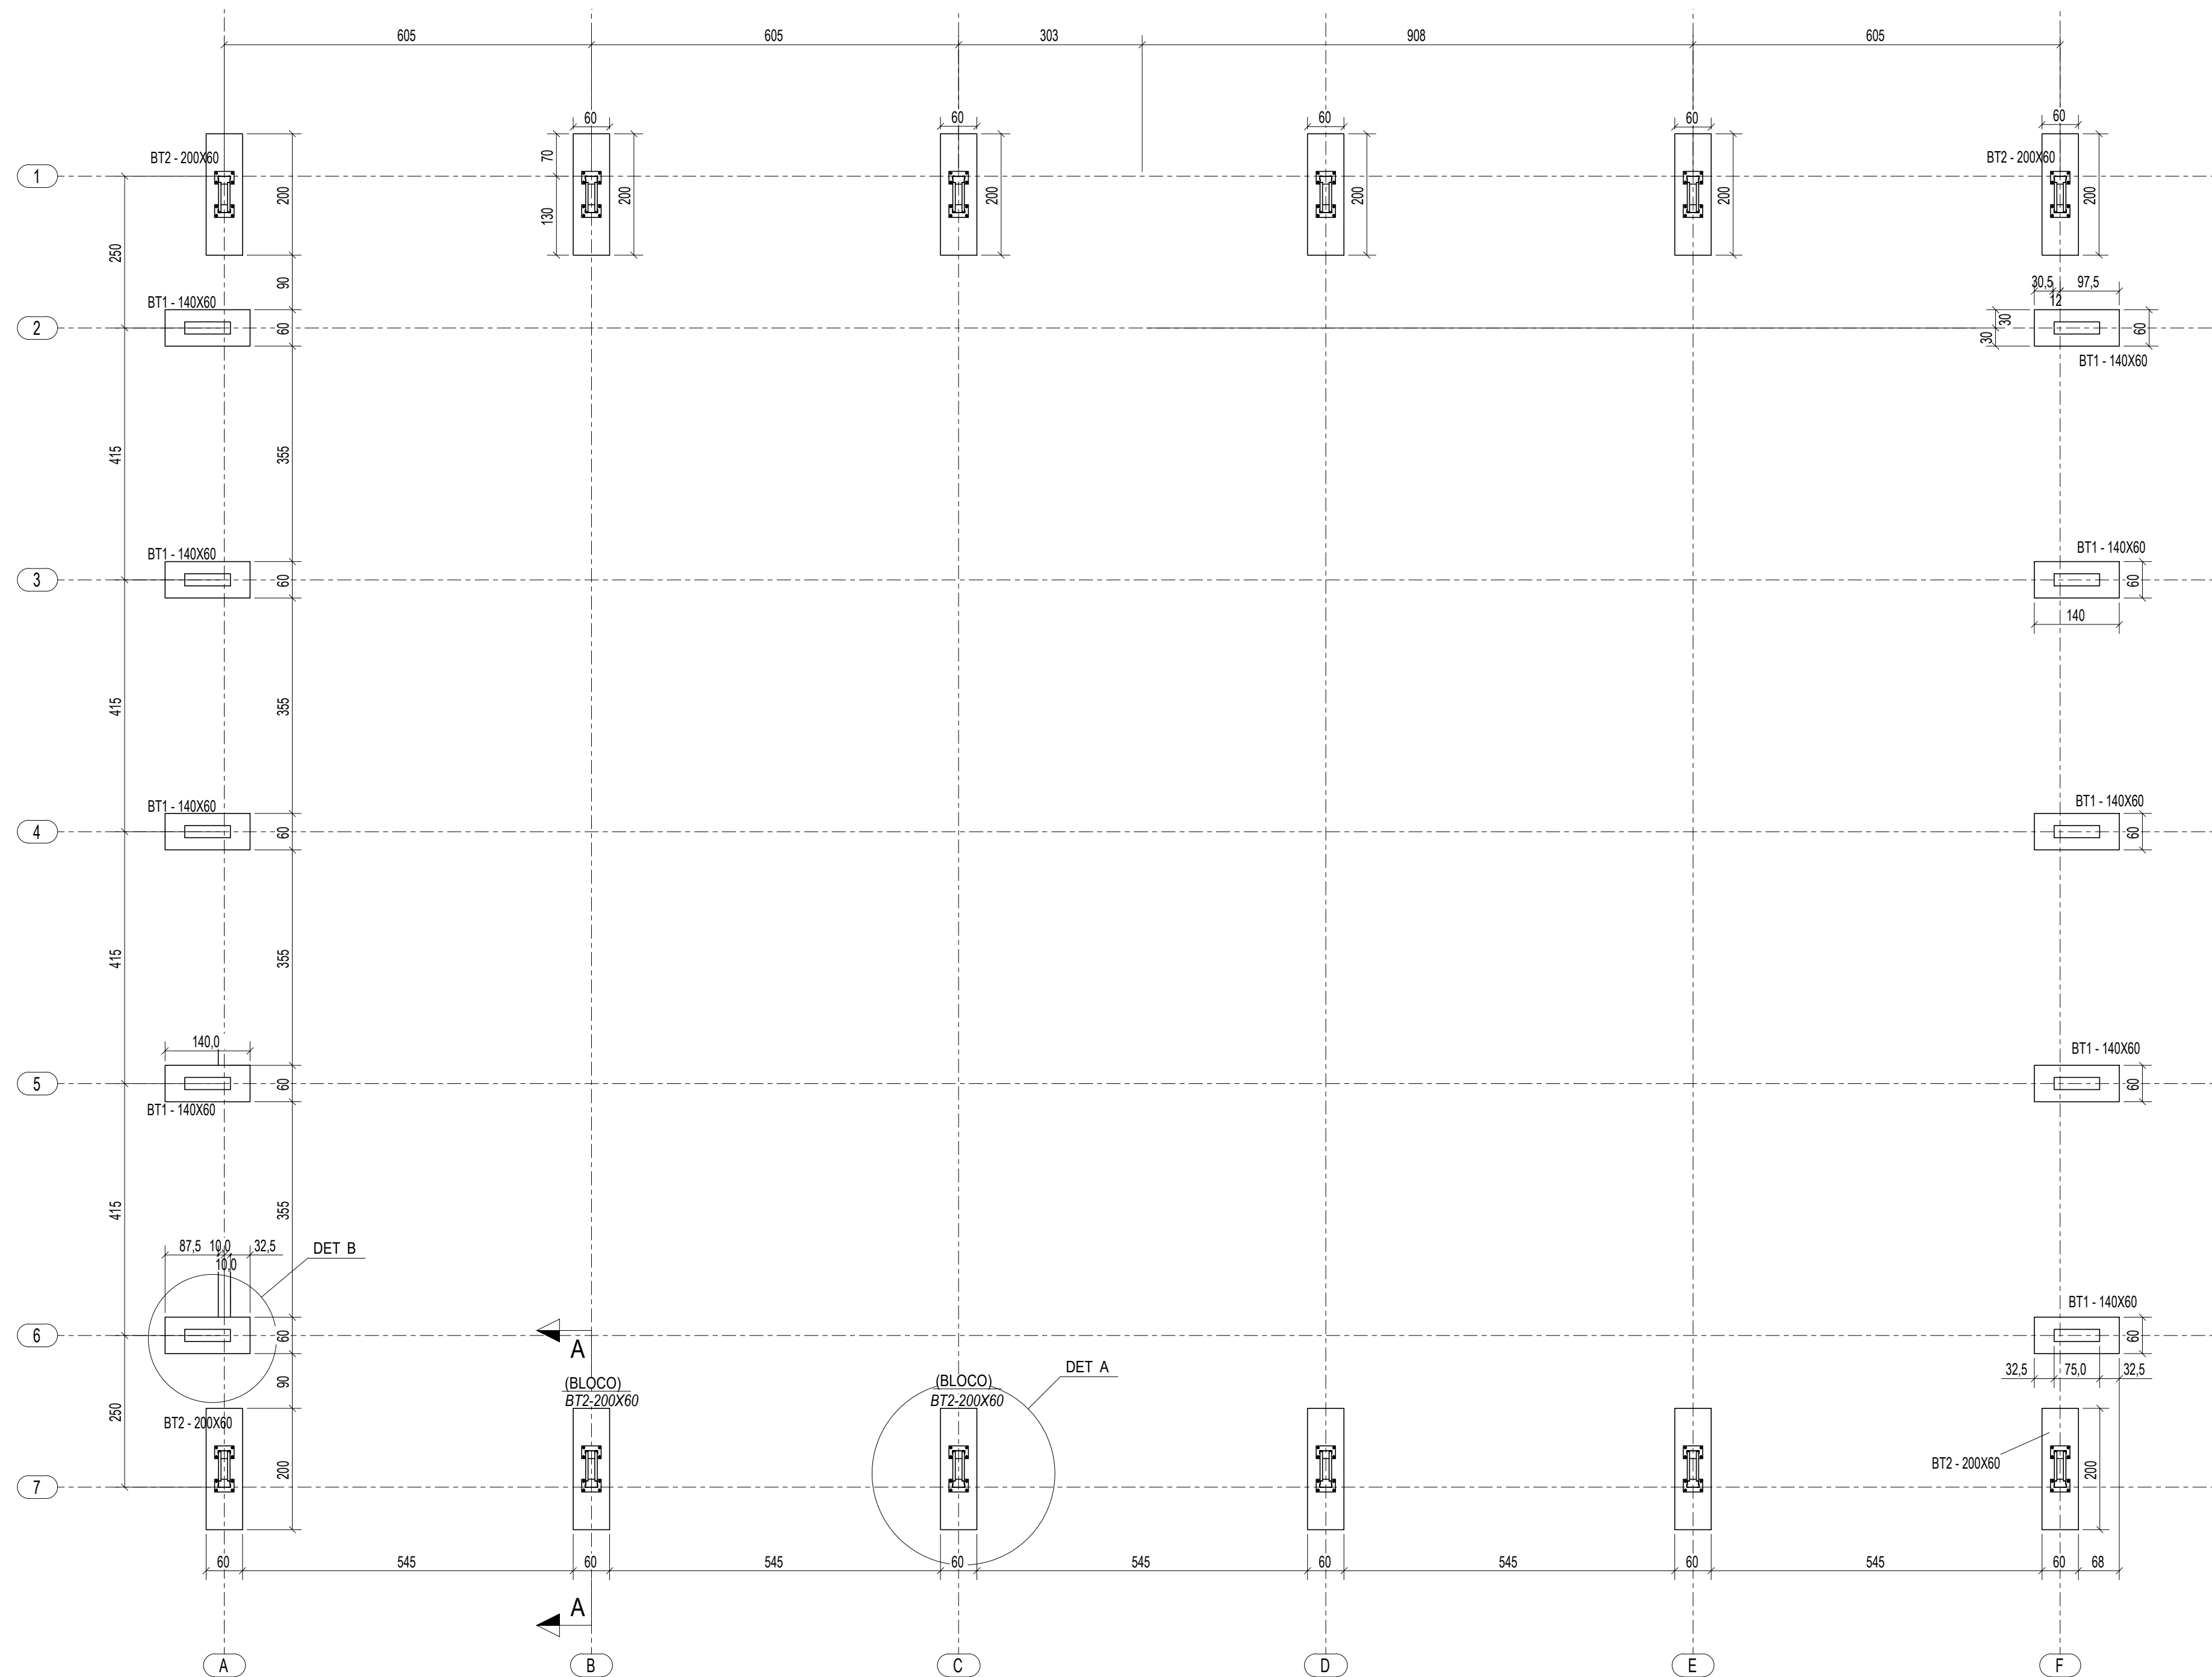 605 605 303 908 605
60 60 60 60 60
BT2 - 200X60 70 BT2 - 200X60
1
200 200 200 200 200 200
130
250
90 30,5 97,5
BT1 - 140X60 12
2 60 30 60
30
BT1 - 140X60
415 355
BT1 - 140X60 BT1 - 140X60
3 60 60
140
415 355
BT1 - 140X60 BT1 - 140X60
4 60 60
415 355
140,0 BT1 - 140X60
5 60 60
BT1 - 140X60
415 355
87,5 10,0 32,5 DET B
10,0
BT1 - 140X60
6 60 60
A
DET A
32,5 75,0 32,5
90
(BLOCO) (BLOCO)
BT2-200X60 BT2-200X60
250
BT2 - 200X60
BT2 - 200X60
200 200
7
60 545 60 545 60 545 60 545 60 545 60 68
A
A B C D E F